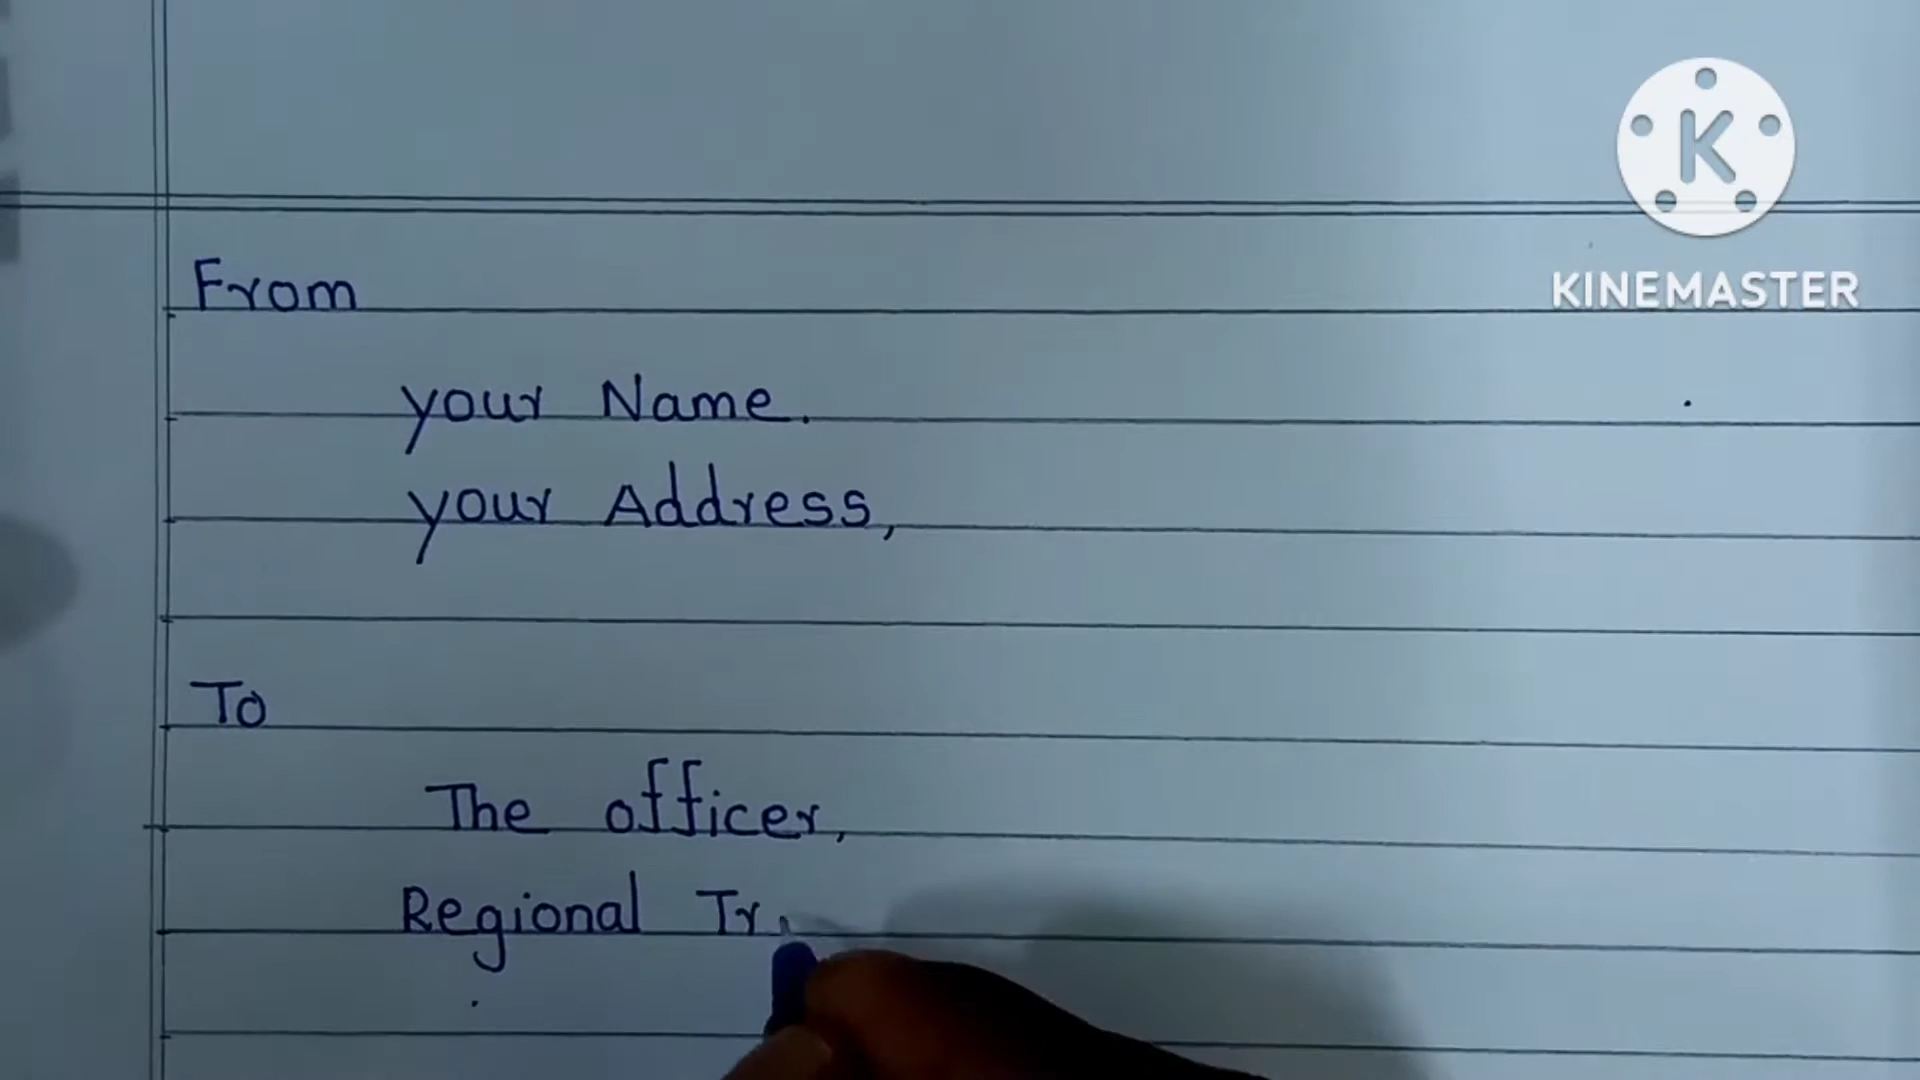 K
KINEMASTER
From
your Name.
your Address,
To
The officer,
Regional Tr